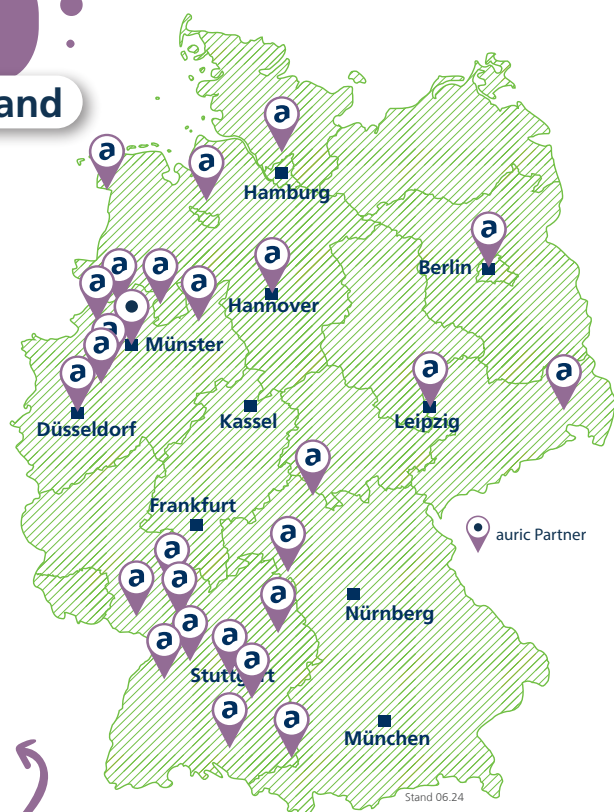 and
a
a
a
Hamburg
a
Berlin
a
a
a
a
a
Hannover
a
a
Münster
a
a
Düsseldorf
Kassel
a
Leipzig
a
a
Frankfurt
auric Partner
a
a
a
a
a
Nürnberg
a
a
a
a
Stuttgart
a
a
München
Stand 06.24